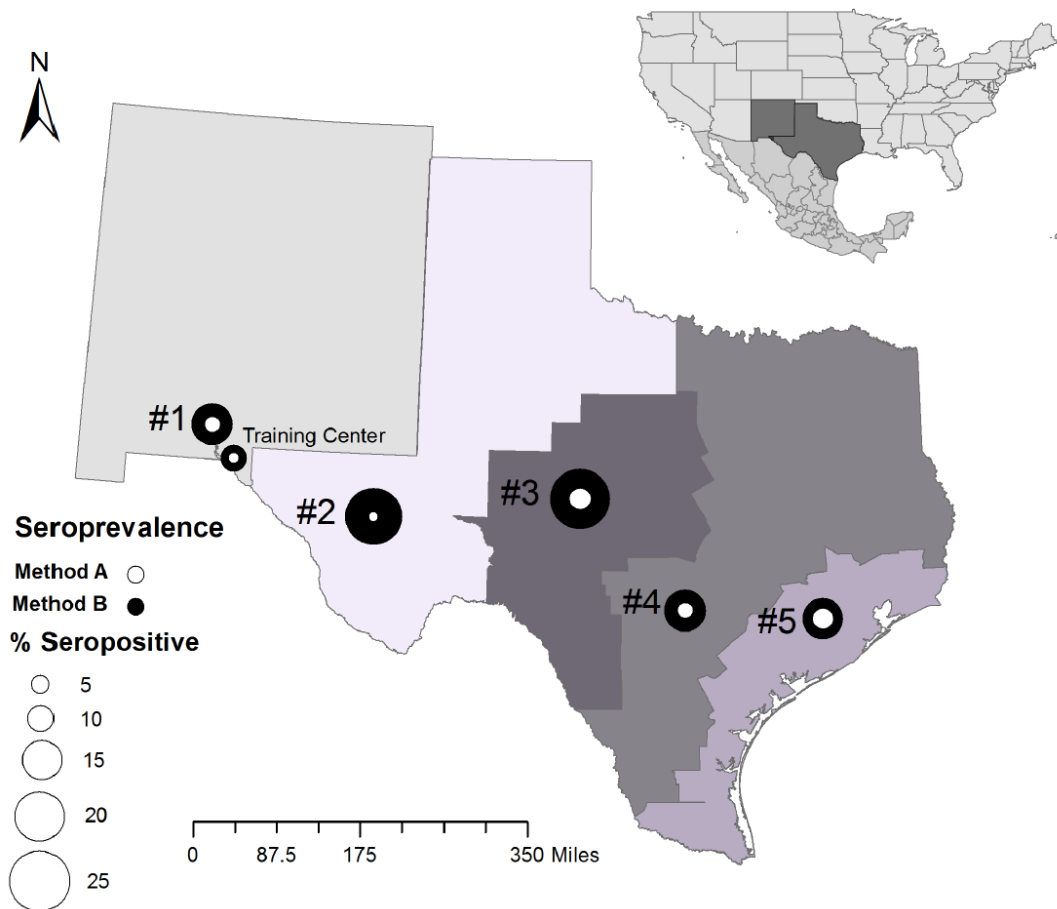 N
#1
Training Center
#2
#3
#4
#5
Seroprevalence
Method A
Method B
% Seropositive
5
10
15
20
25
0 87.5 175 350 Miles